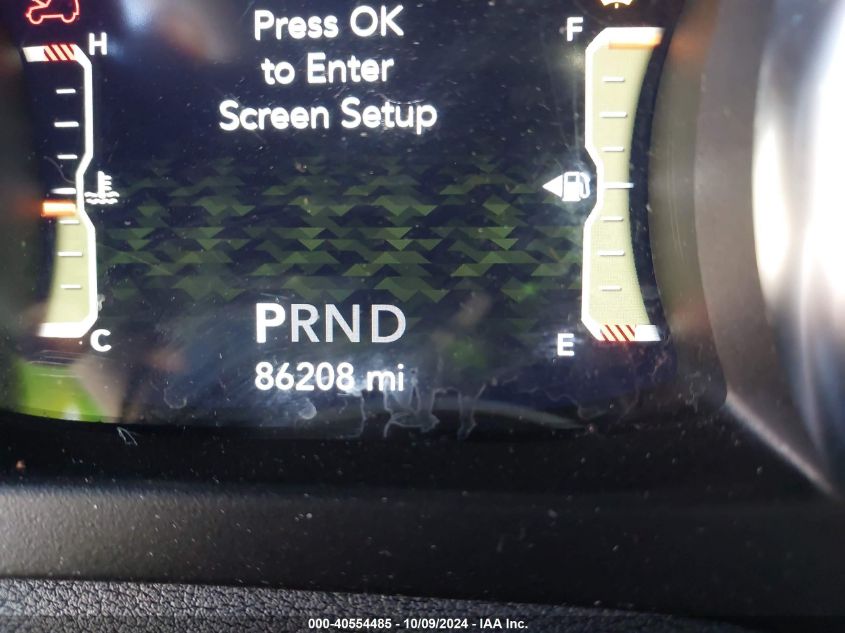 Press OK
to Enter
Screen Setup
H
F
C
E
PRND
86208 mi
000-40554485 - 10/09/2024 - IAA Inc.